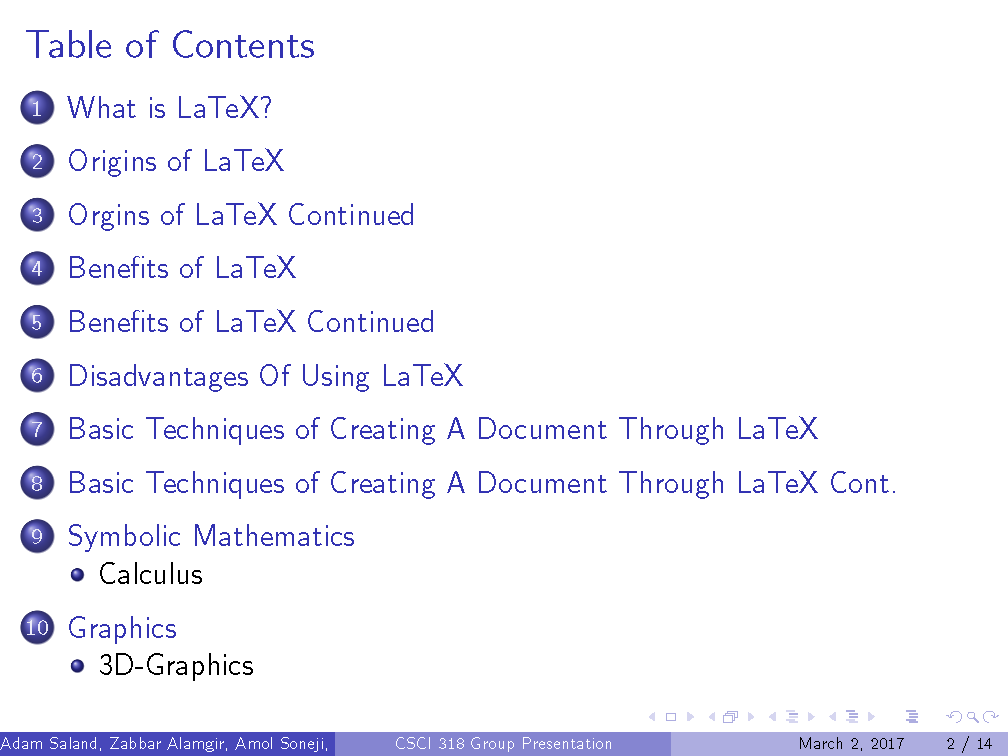 Table of Contents
1 What is LaTeX?
2 Origins of LaTeX
3 Orgins of LaTeX Continued
4 Benefits of LaTeX
5 Benefits of LaTeX Continued
6 Disadvantages Of Using LaTeX
7 Basic Techniques of Creating A Document Through LaTeX
8 Basic Techniques of Creating A Document Through LaTeX Cont.
9 Symbolic Mathematics
Calculus
10 Graphics
3D-Graphics
Adam Saland, Zabbar Alamgir, Amol Soneji, CSCI 318 Group Presentation March 2, 2017 2 / 14